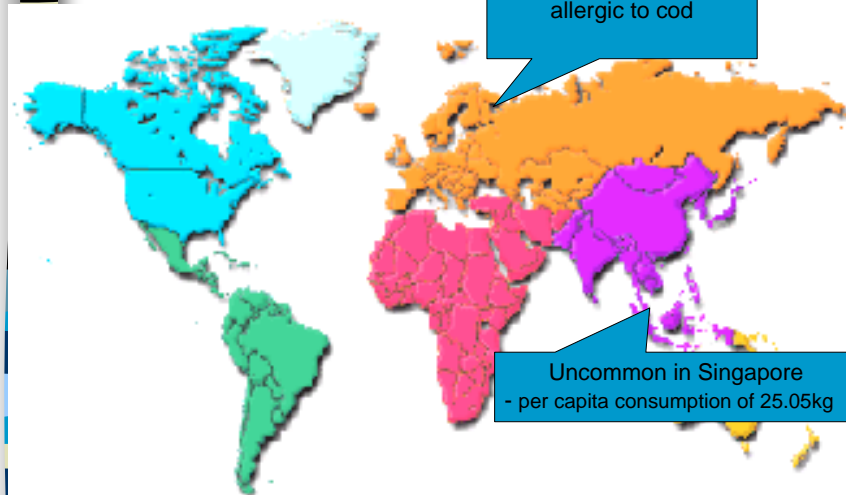 allergic to cod
Uncommon in Singapore
- per capita consumption of 25.05kg